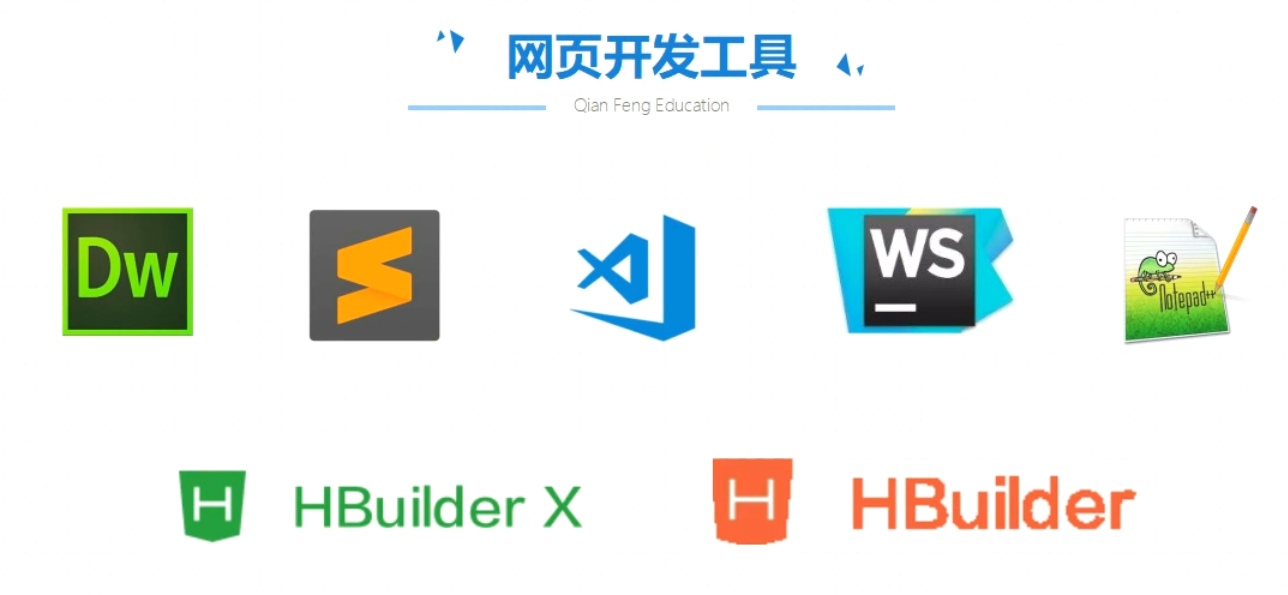 网页开发工具
Qian Feng Education
Dw
WS
Notepad++
H HBuilder X
H HBuilder